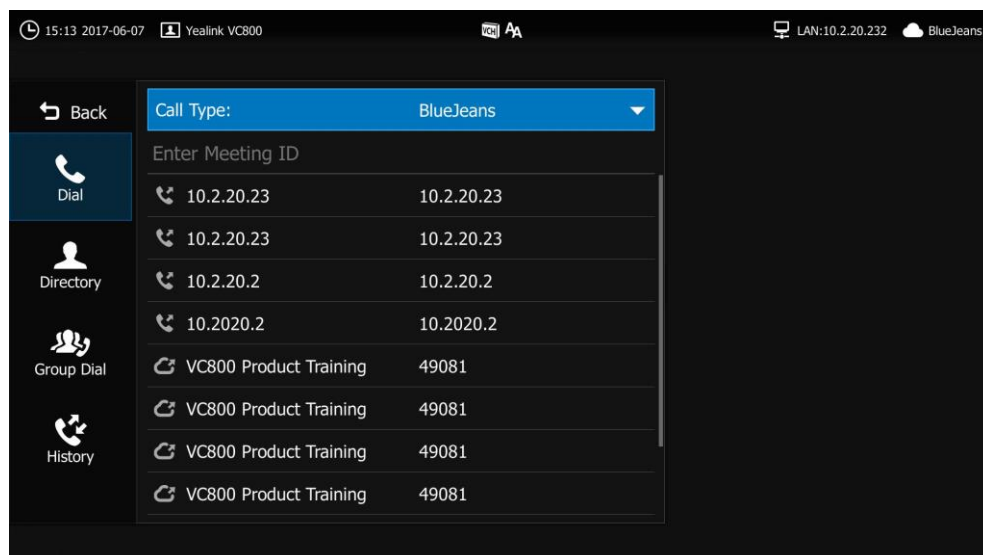 15:13 2017-06-07 Yealink VC800 VCH AA LAN:10.2.20.232 BlueJeans
Back
Call Type: BlueJeans
Enter Meeting ID
Dial
10.2.20.23 10.2.20.23
10.2.20.23 10.2.20.23
Directory
10.2.20.2 10.2.20.2
10.2020.2 10.2020.2
Group Dial
VC800 Product Training 49081
VC800 Product Training 49081
History
VC800 Product Training 49081
VC800 Product Training 49081